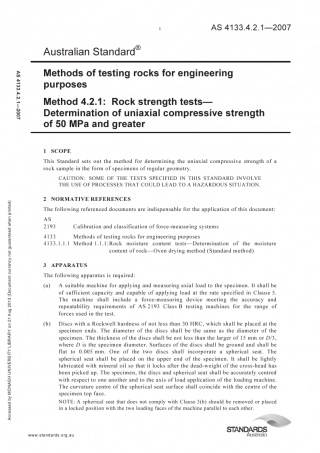 1
AS 4133.4.2.1—2007
Australian Standard®
Methods of testing rocks for engineering
purposes
Method 4.2.1: Rock strength tests—
Determination of uniaxial compressive strength
of 50 MPa and greater
1 SCOPE
This Standard sets out the method for determining the uniaxial compressive strength of a
rock sample in the form of specimens of regular geometry.
CAUTION: SOME OF THE TESTS SPECIFIED IN THIS STANDARD INVOLVE
THE USE OF PROCESSES THAT COULD LEAD TO A HAZARDOUS SITUATION.
2 NORMATIVE REFERENCES
The following referenced documents are indispensable for the application of this document:
AS
2193 Calibration and classification of force-measuring systems
4133 Methods of testing rocks for engineering purposes
4133.1.1.1 Method 1.1.1: Rock moisture content tests—Determination of the moisture
content of rock—Oven drying method (Standard method)
3 APPARATUS
The following apparatus is required:
(a) A suitable machine for applying and measuring axial load to the specimen. It shall be
of sufficient capacity and capable of applying load at the rate specified in Clause 5.
The machine shall include a force-measuring device meeting the accuracy and
repeatability requirements of AS 2193 Class B testing machines for the range of
forces used in the test.
(b) Discs with a Rockwell hardness of not less than 30 HRC, which shall be placed at the
specimen ends. The diameter of the discs shall be the same as the diameter of the
specimen. The thickness of the discs shall be not less than the larger of 15 mm or D/3,
where D is the specimen diameter. Surfaces of the discs shall be ground and shall be
flat to 0.005 mm. One of the two discs shall incorporate a spherical seat. The
spherical seat shall be placed on the upper end of the specimen. It shall be lightly
lubricated with mineral oil so that it locks after the dead-weight of the cross-head has
been picked up. The specimen, the discs and spherical seat shall be accurately centred
with respect to one another and to the axis of load application of the loading machine.
The curvature centre of the spherical seat surface shall coincide with the centre of the
specimen top face.
NOTE: A spherical seat that does not comply with Clause 3(b) should be removed or placed
in a locked position with the two loading faces of the machine parallel to each other.
www.standards.org.au
STANDARDS
Australia
AS 4133.4.2.1—2007
Accessed by MONASH UNIVERSITY LIBRARY on 21 Aug 2012 (Document currency not guaranteed when printed)